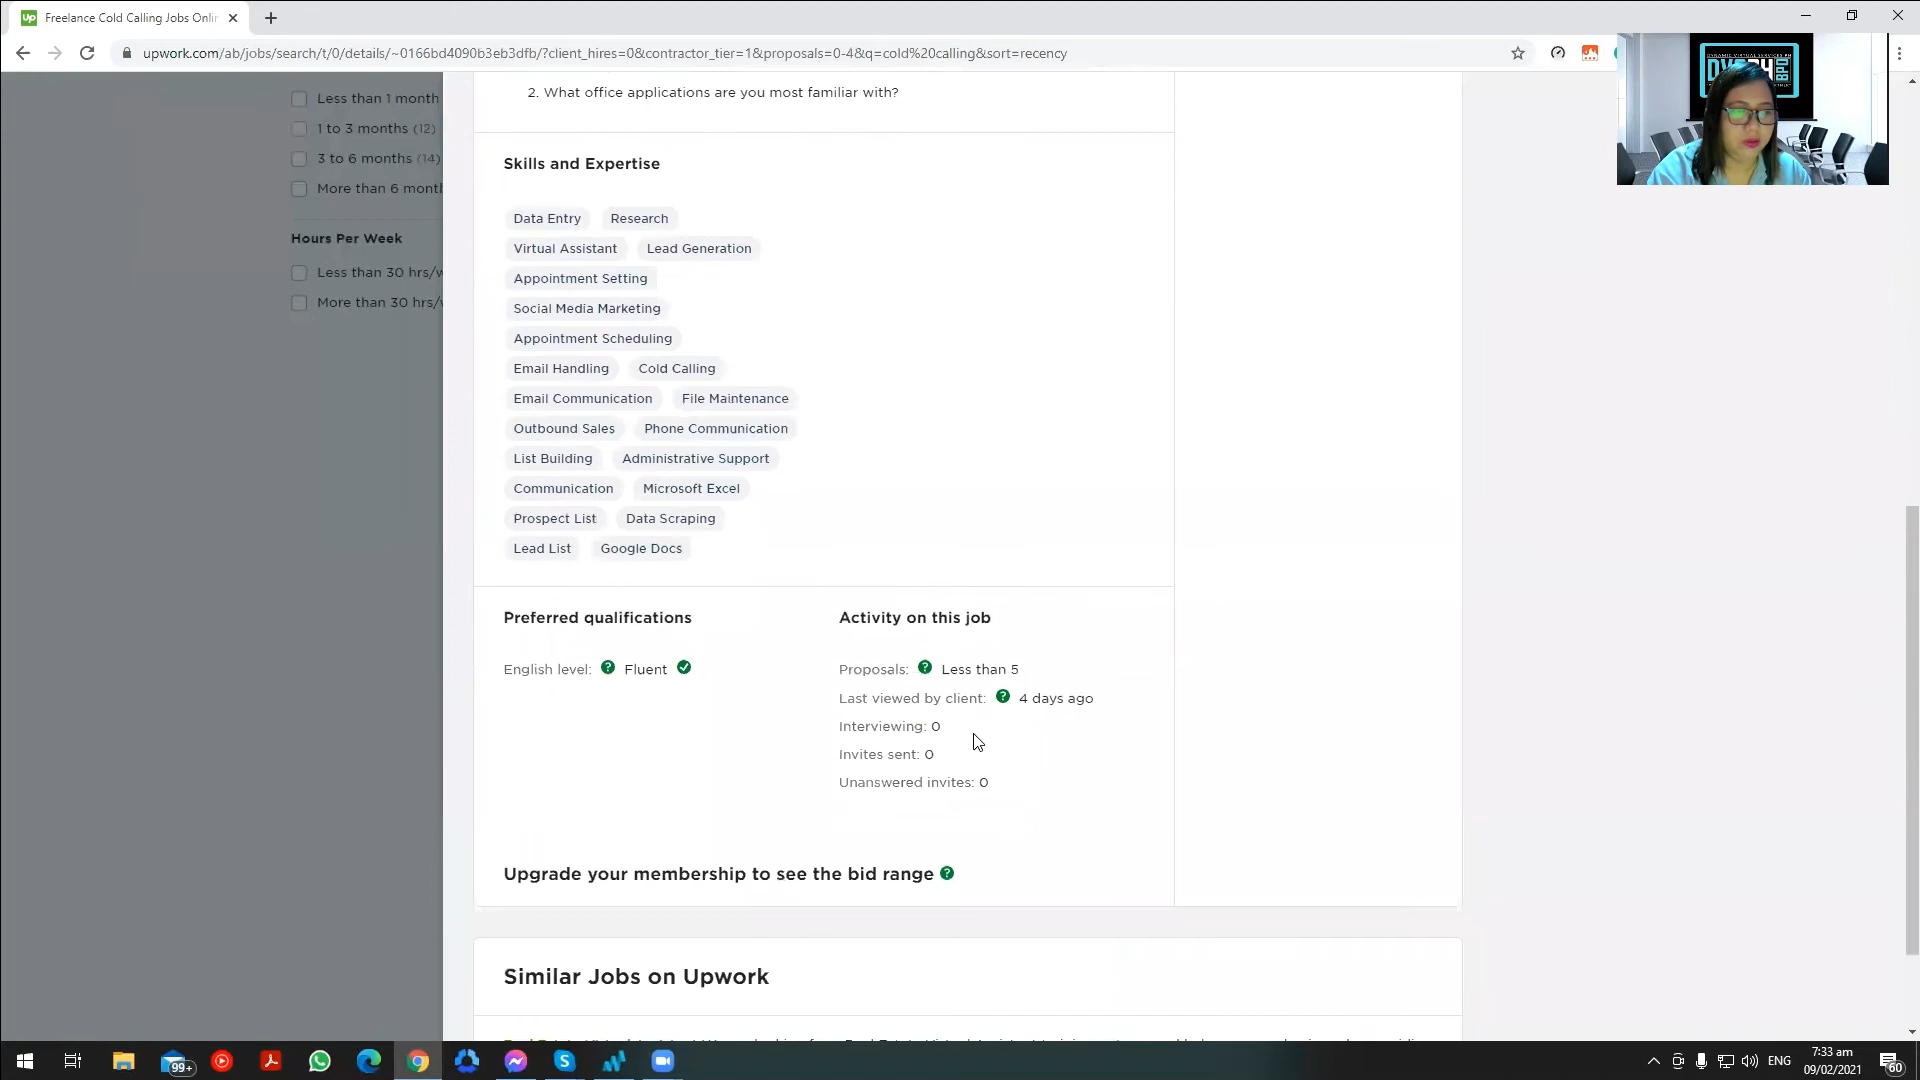 Freelance Cold Calling Jobs Onlin
upwork.com/ab/jobs/search/t/0/details/~0166bd4090b3eb3dfb/?client_hires=0&contractor_tier=1&proposals=0-4&q=cold%20calling&sort=recency
Less than 1 month
1 to 3 months (12)
3 to 6 months (14)
More than 6 month
Hours Per Week
Less than 30 hrs/w
More than 30 hrs/
2. What office applications are you most familiar with?
Skills and Expertise
Data Entry Research
Virtual Assistant Lead Generation
Appointment Setting
Social Media Marketing
Appointment Scheduling
Email Handling Cold Calling
Email Communication File Maintenance
Outbound Sales Phone Communication
List Building Administrative Support
Communication Microsoft Excel
Prospect List Data Scraping
Lead List Google Docs
Preferred qualifications
English level: Fluent
Activity on this job
Proposals: Less than 5
Last viewed by client: 4 days ago
Interviewing: 0
Invites sent: 0
Unanswered invites: 0
Upgrade your membership to see the bid range
Similar Jobs on Upwork
99+
ENG
7:33 am
09/02/2021
60